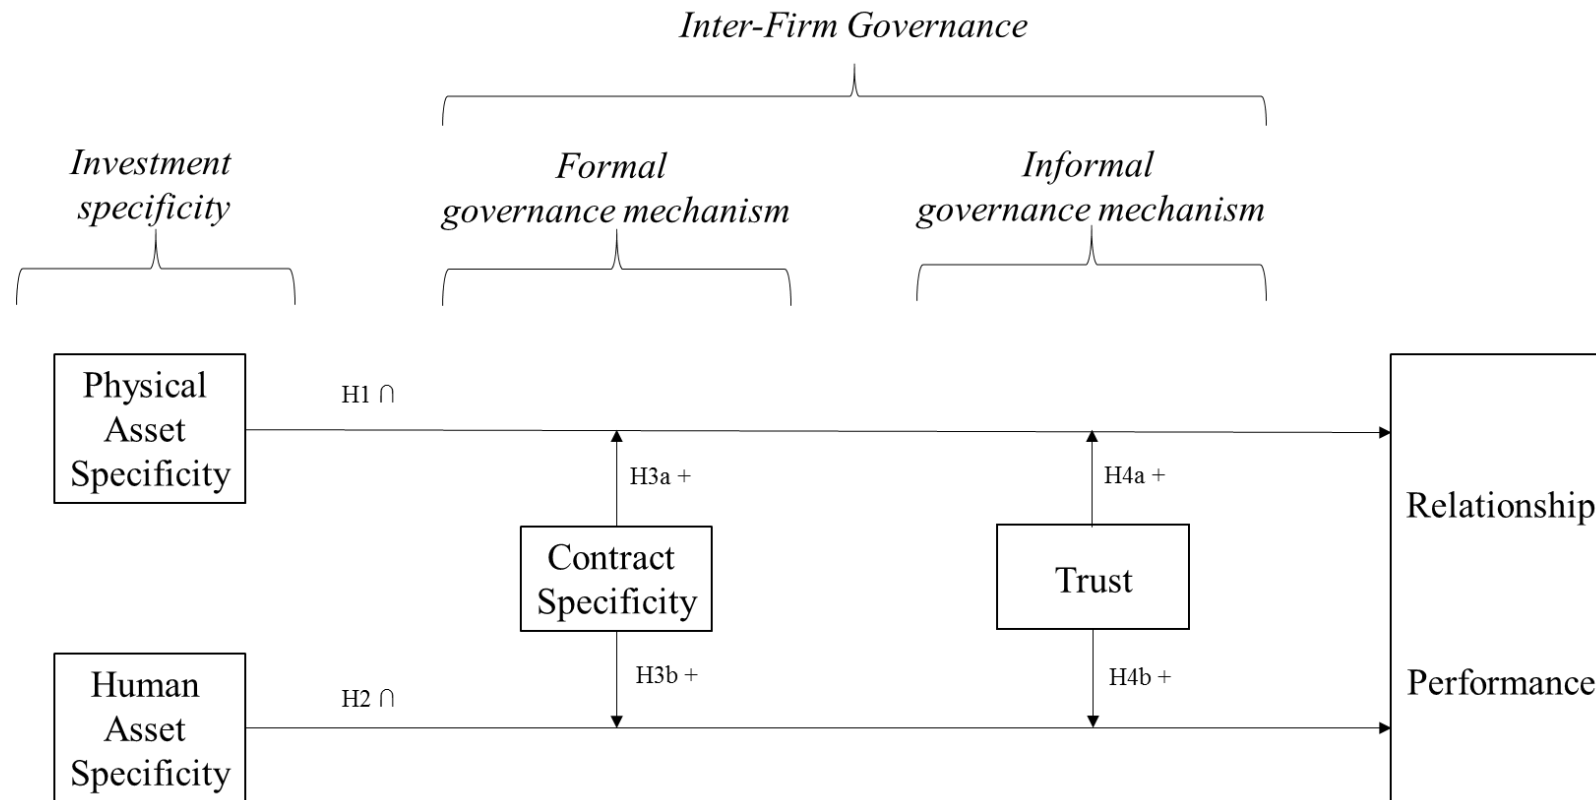 Inter-Firm Governance
Investment
specificity
Formal
governance mechanism
Informal
governance mechanism
Physical
Asset
Specificity
H1 ∩
H3a +
H4a +
Contract
Specificity
Trust
Relationship
Performance
Human
Asset
Specificity
H2 ∩
H3b +
H4b +